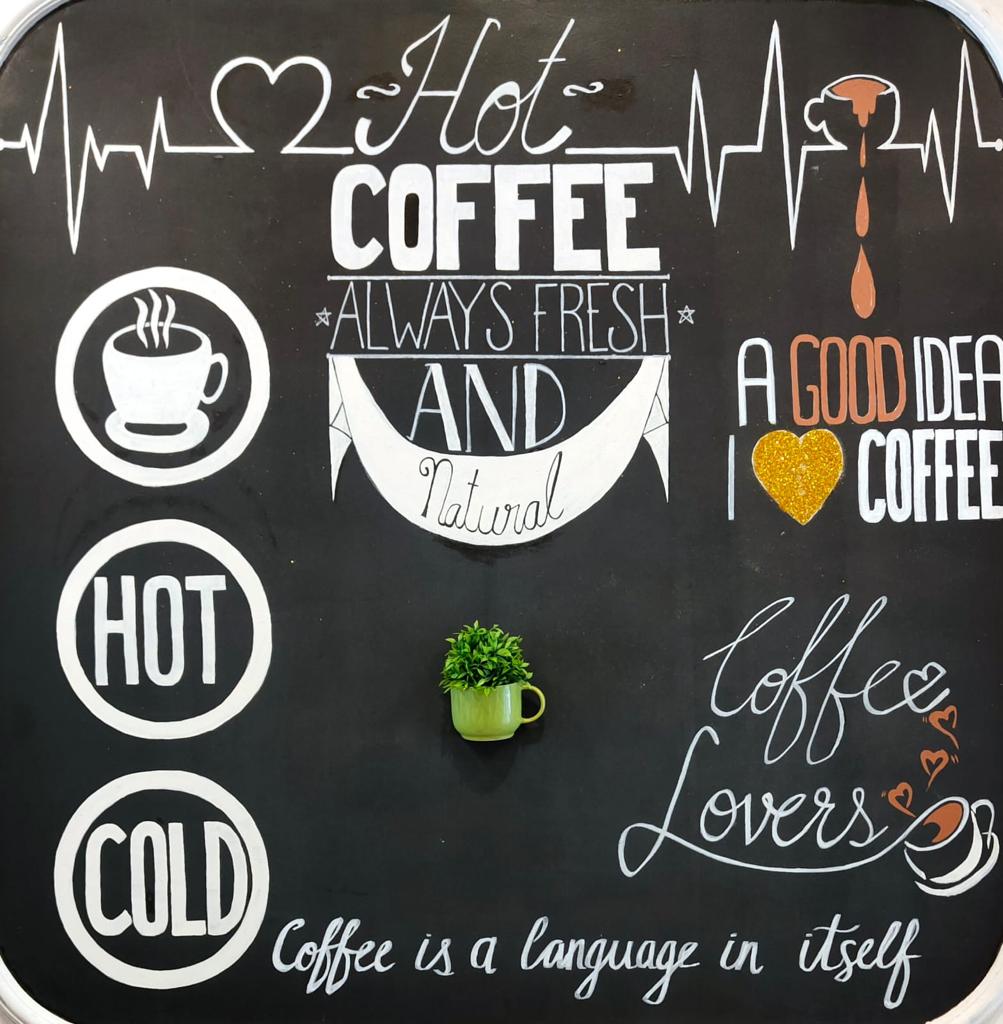 Hot
COFFEE
ALWAYS FRESH
AND
Natural
A GOOD IDEA
I COFFEE
HOT
COLD
Coffee
Lovers
Coffee is a language in itself